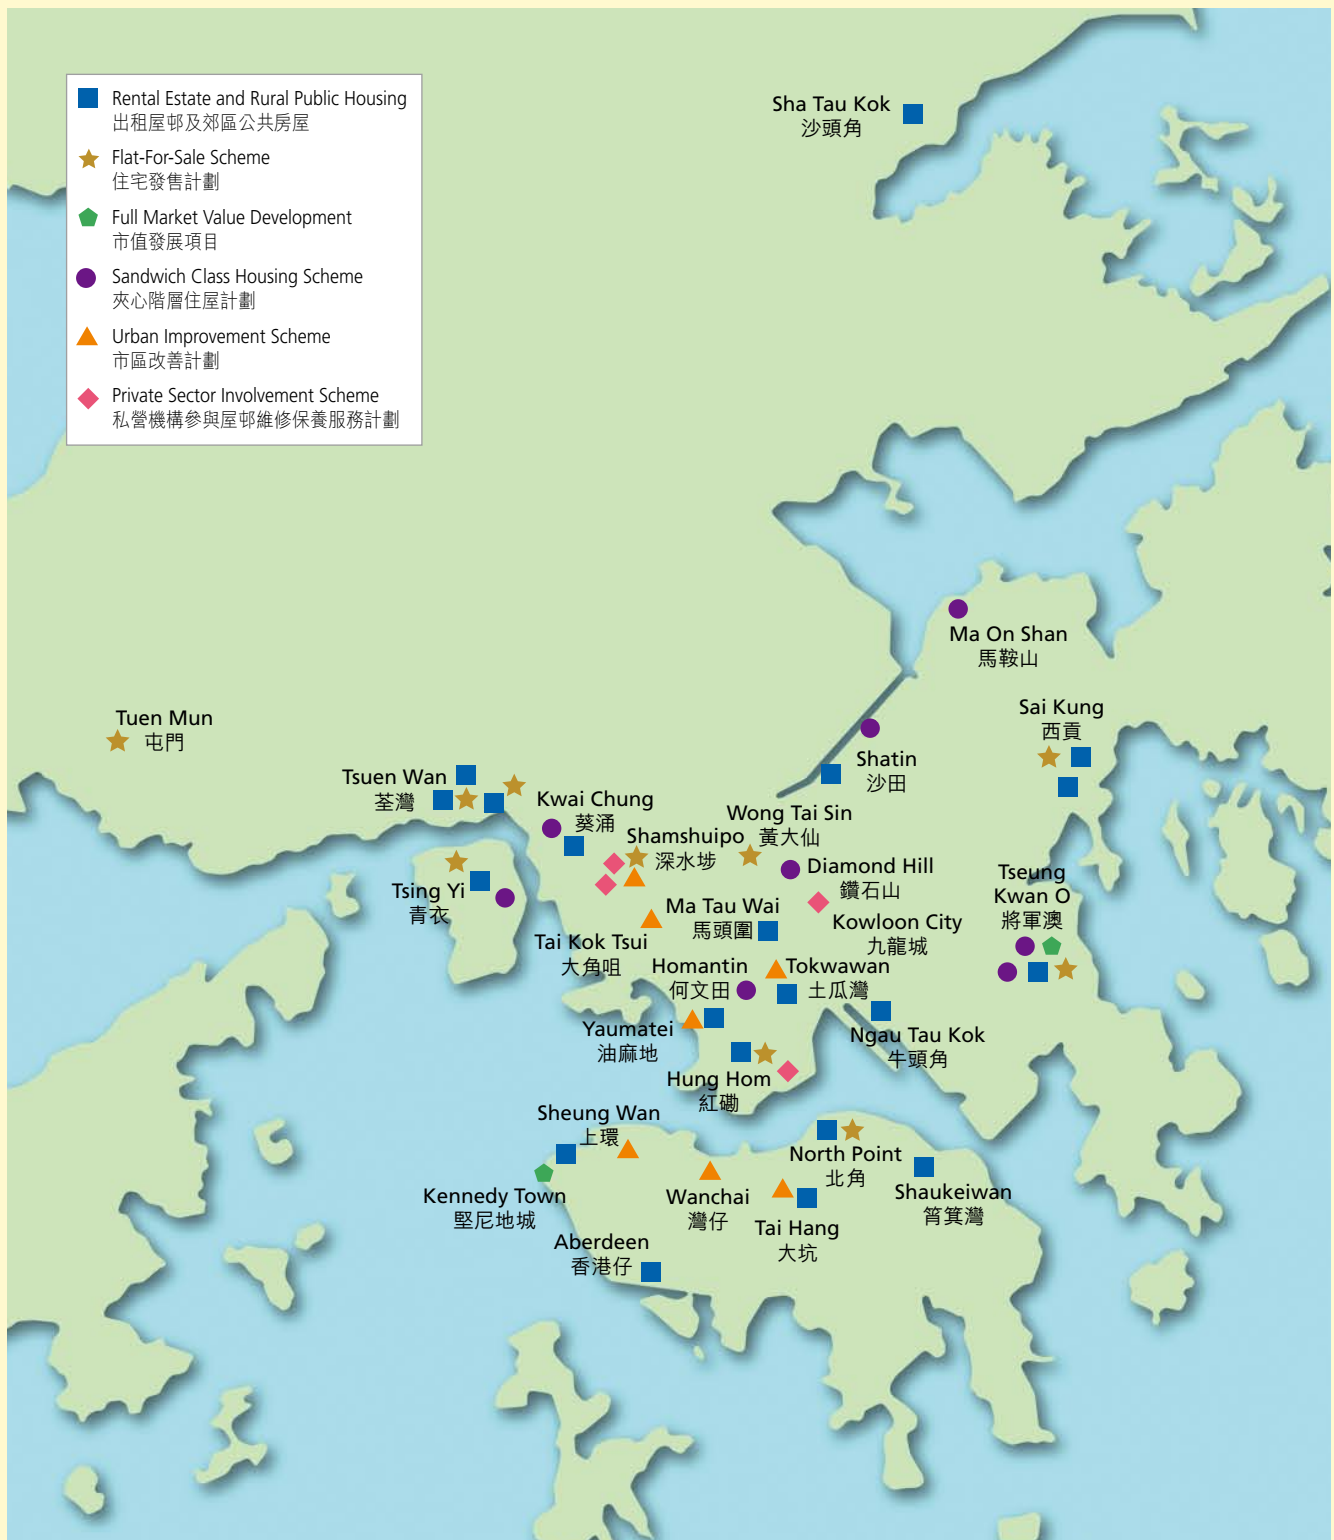 Rental Estate and Rural Public Housing
出租屋邨及郊區公共房屋
Flat-For-Sale Scheme
住宅發售計劃
Full Market Value Development
市值發展項目
Sandwich Class Housing Scheme
夾心階層住屋計劃
Urban Improvement Scheme
市區改善計劃
Private Sector Involvement Scheme
私營機構參與屋邨維修保養服務計劃
Sha Tau Kok
沙頭角
Ma On Shan
馬鞍山
Sai Kung
西貢
Tuen Mun
屯門
Shatin
沙田
Tsuen Wan
荃灣
Kwai Chung
葵涌
Wong Tai Sin
黃大仙
Shamshuipo
深水埗
Diamond Hill
鑽石山
Tseung
Kwan O
將軍澳
Tsing Yi
青衣
Ma Tau Wai
馬頭圍
Kowloon City
九龍城
Tai Kok Tsui
大角咀
Homantin
何文田
Tokwawan
土瓜灣
Yaumatei
油麻地
Ngau Tau Kok
牛頭角
Hung Hom
紅磡
Sheung Wan
上環
North Point
北角
Kennedy Town
堅尼地城
Wanchai
灣仔
Shaukeiwan
筲箕灣
Tai Hang
大坑
Aberdeen
香港仔